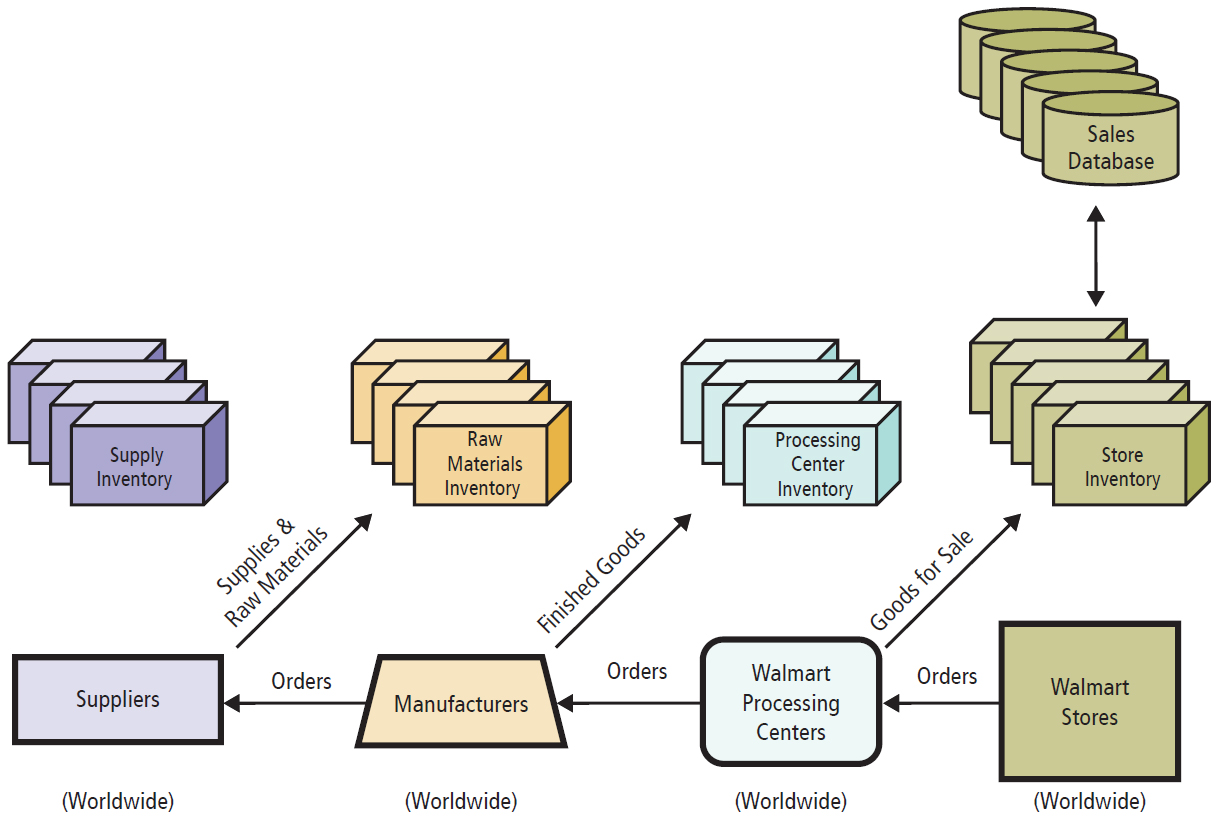 Sales
Database
Supply
Inventory
Raw
Materials
Inventory
Processing
Center
Inventory
Store
Inventory
Supplies &
Raw Materials
Finished Goods
Goods for Sale
Suppliers
Orders
Manufacturers
Orders
Walmart
Processing
Centers
Orders
Walmart
Stores
(Worldwide)
(Worldwide)
(Worldwide)
(Worldwide)